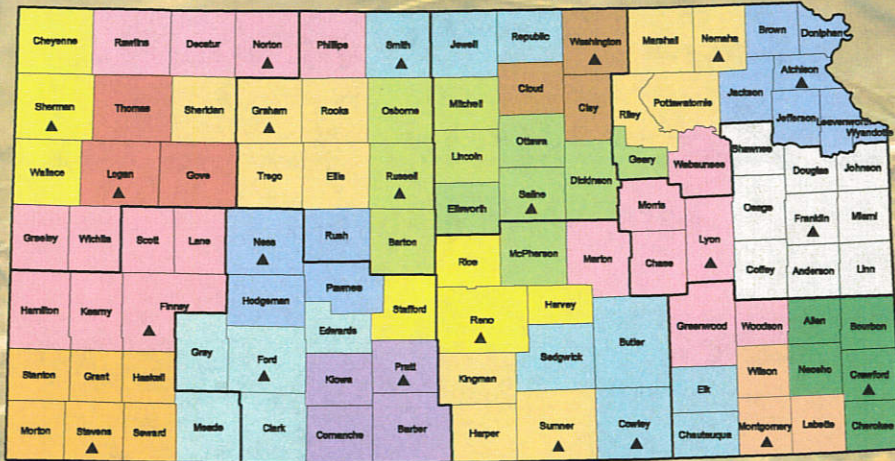 Cheyenne Rawlins Decatur Norton Phillips Smith Jewell Republic Washington Marshall Nemaha Brown Doniphan
Sherman Thomas Sheridan Graham Rooks Osborne Mitchell Cloud Clay Riley Pottawatomie Jackson Atchison
Jefferson Leavenworth Wyandotte
Wallace Logan Gove Trego Ellis Russell Lincoln Ottawa Saline Dickinson Geary Wabaunsee Shawnee Douglas Johnson
Ellsworth Morris Osage Franklin Miami
Greeley Wichita Scott Lane Ness Rush Barton Rice McPherson Marion Chase Lyon Coffey Anderson Linn
Hamilton Kearny Finney Hodgeman Pawnee Stafford Reno Harvey Butler Greenwood Woodson Allen Bourbon
Gray Ford Edwards Sedgwick
Stanton Grant Haskell Kiowa Pratt Kingman Elk Wilson Neosho Crawford
Morton Stevens Seward Meade Clark Comanche Barber Harper Sumner Cowley Chautauqua Montgomery Labette Cherokee